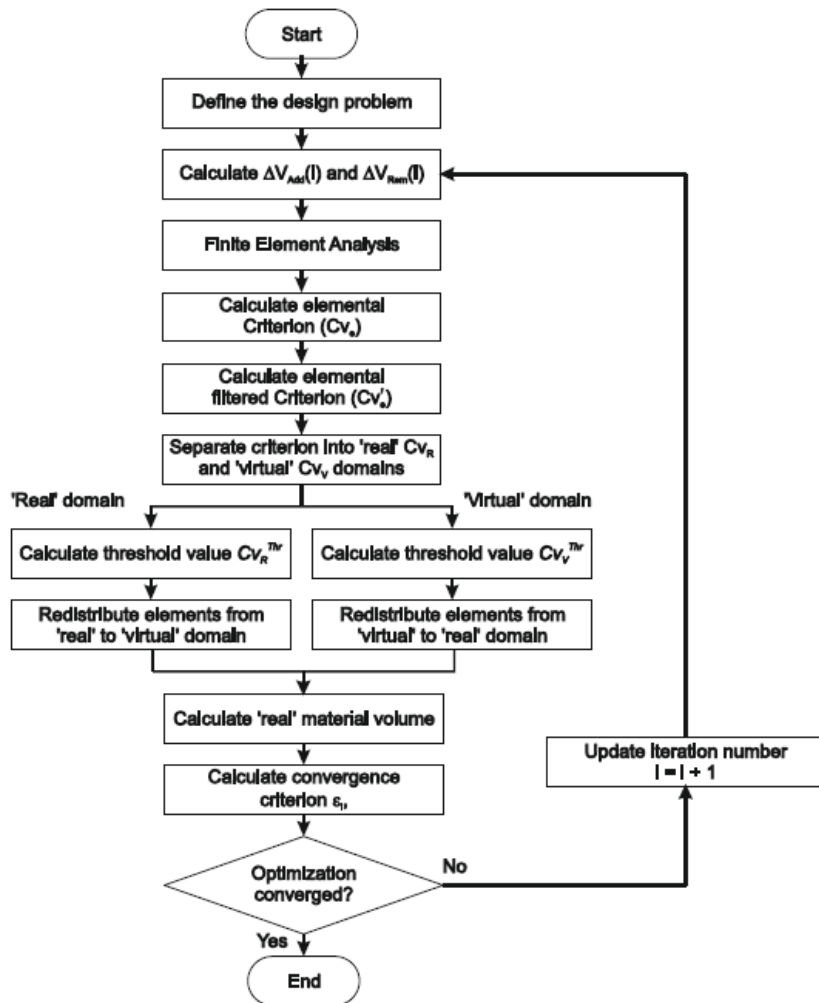 Start
Define the design problem
Calculate ΔV_Add(I) and ΔV_Rem(I)
Finite Element Analysis
Calculate elemental
Criterion (Cv_e)
Calculate elemental
filtered Criterion (Cv'_e)
Separate criterion into 'real' Cv_R
and 'virtual' Cv_V domains
'Real' domain
'Virtual' domain
Calculate threshold value Cv_R^Thr
Calculate threshold value Cv_V^Thr
Redistribute elements from
'real' to 'virtual' domain
Redistribute elements from
'virtual' to 'real' domain
Calculate 'real' material volume
Update iteration number
I = I + 1
Calculate convergence
criterion ε_I,
Optimization
converged?
No
Yes
End